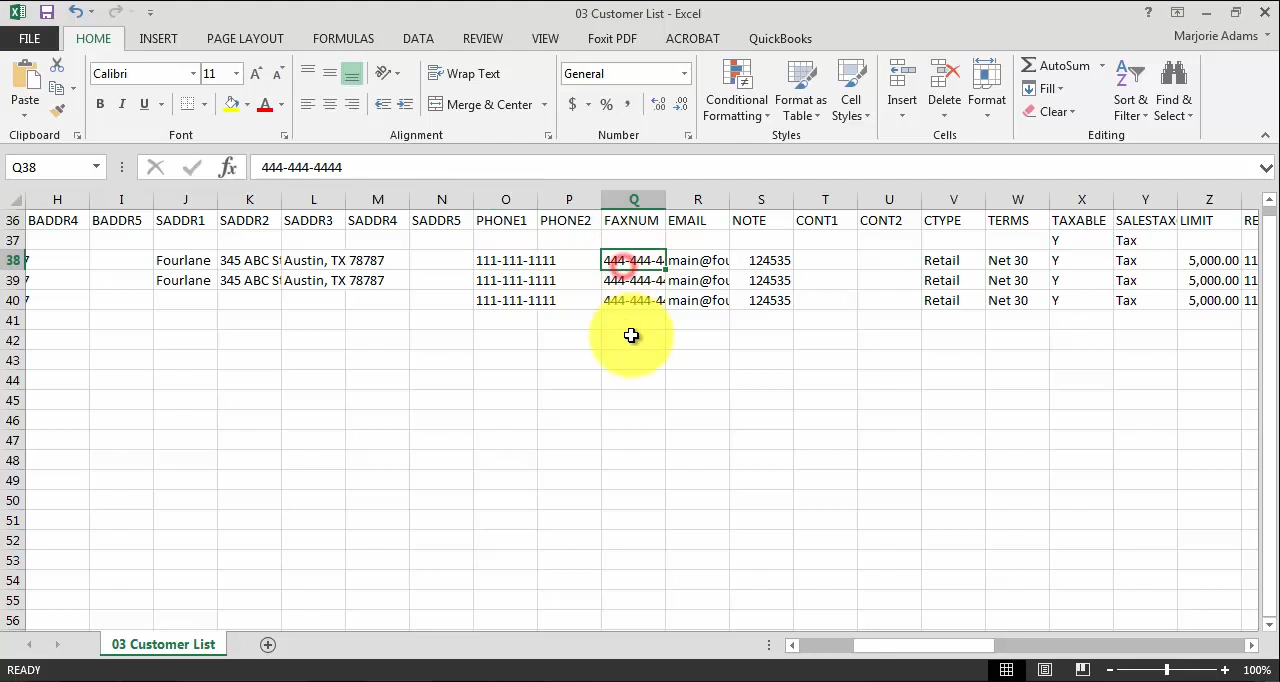 03 Customer List - Excel
?
Marjorie Adams
FILE HOME INSERT PAGE LAYOUT FORMULAS DATA REVIEW VIEW Foxit PDF ACROBAT QuickBooks
Paste
Clipboard
Calibri 11
B I U
Font
Wrap Text
Merge & Center
Alignment
General
$ % ,
Number
Conditional Formatting
Format as Table
Cell Styles
Styles
Insert
Delete
Format
Cells
AutoSum
Fill
Clear
Sort & Filter
Find & Select
Editing
Q38 fx 444-444-4444
H I J K L M N O P Q R S T U V W X Y Z
36 BADDR4 BADDR5 SADDR1 SADDR2 SADDR3 SADDR4 SADDR5 PHONE1 PHONE2 FAXNUM EMAIL NOTE CONT1 CONT2 CTYPE TERMS TAXABLE SALESTAX LIMIT RE
37 Y Tax
38 7 Fourlane 345 ABC St Austin, TX 78787 111-111-1111 444-444-4 main@fou 124535 Retail Net 30 Y Tax 5,000.00 11
39 7 Fourlane 345 ABC St Austin, TX 78787 111-111-1111 444-444-4 main@fou 124535 Retail Net 30 Y Tax 5,000.00 11
40 7 111-111-1111 444-444-4 main@fou 124535 Retail Net 30 Y Tax 5,000.00 11
41
42
43
44
45
46
47
48
49
50
51
52
53
54
55
56
03 Customer List
READY 100%